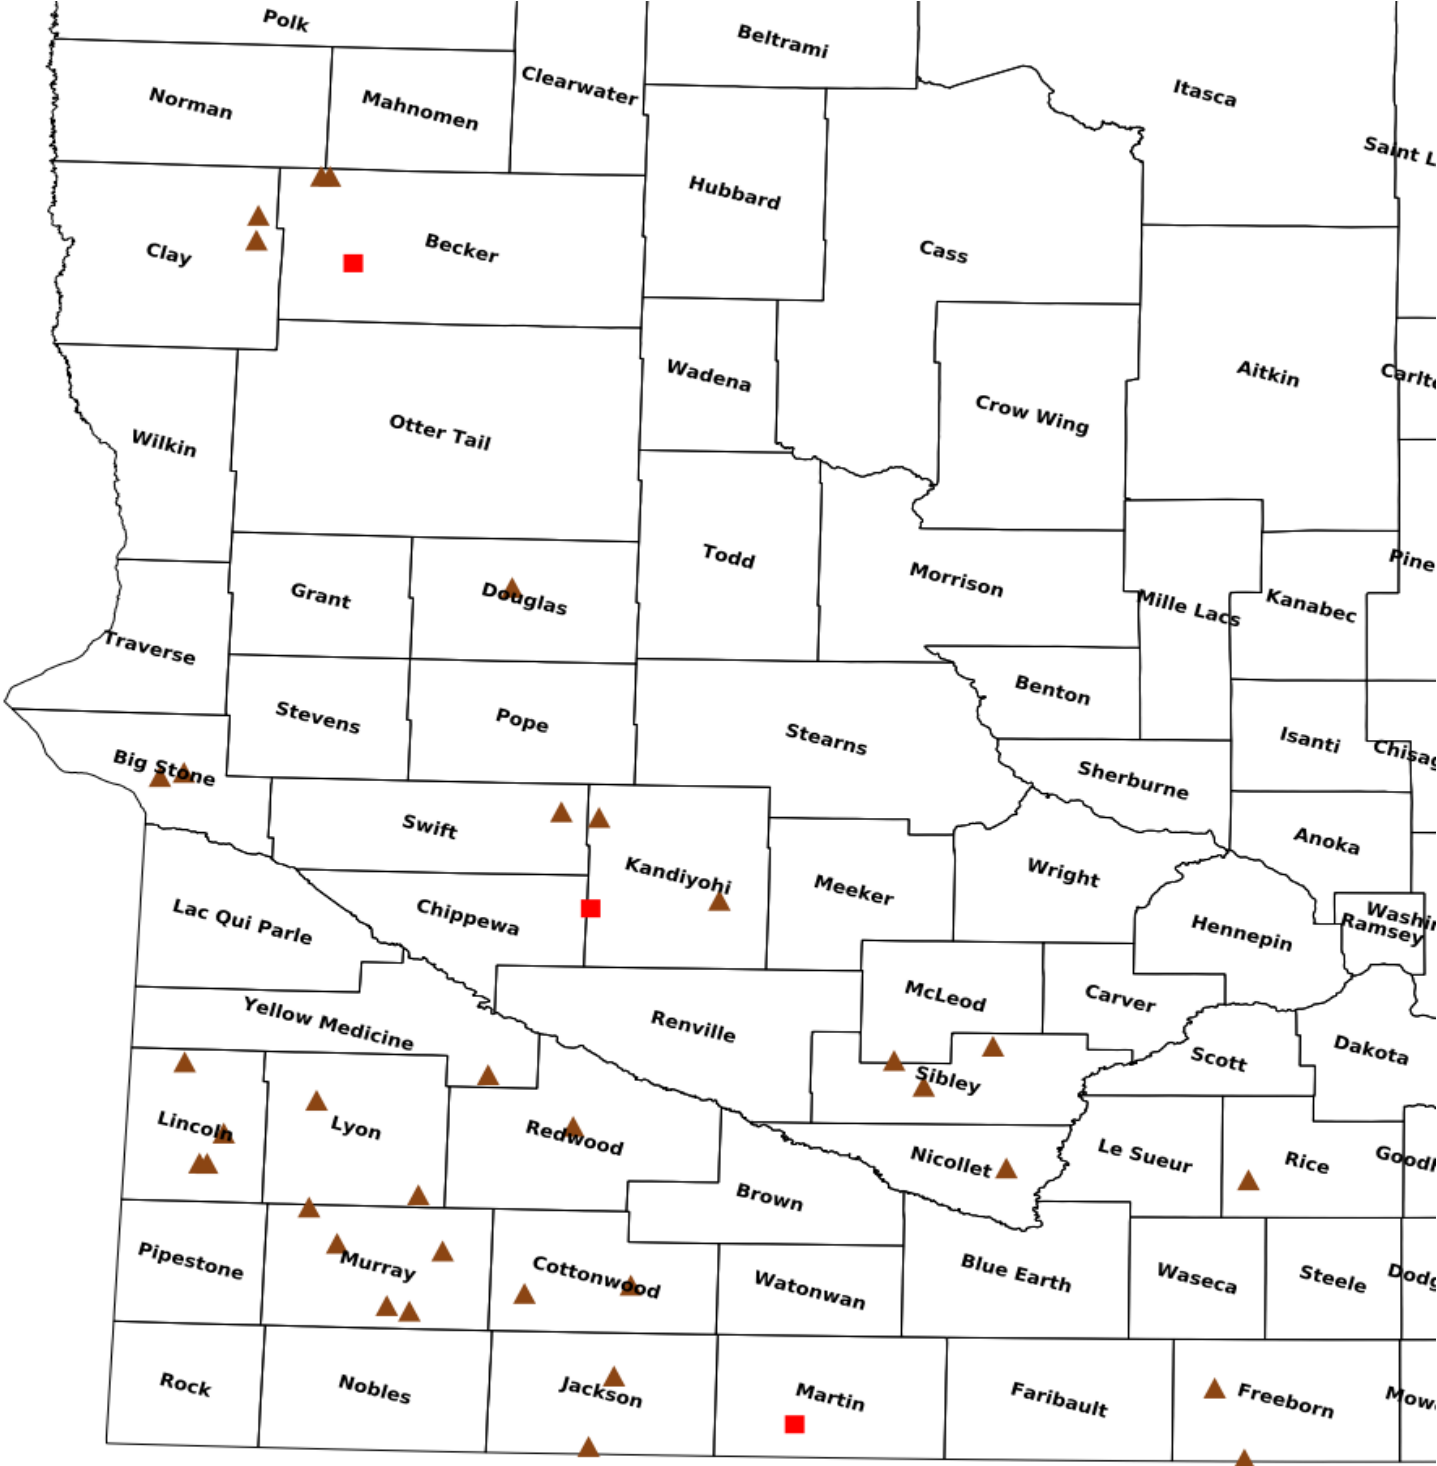 Polk
Beltrami
Clearwater
Itasca
Norman
Mahnomen
Saint L
Hubbard
Clay
Becker
Cass
Wadena
Aitkin
Carlto
Crow Wing
Otter Tail
Wilkin
Todd
Pine
Morrison
Grant
Douglas
Mille Lacs
Kanabec
Traverse
Benton
Stevens
Pope
Stearns
Isanti
Chisag
Big Stone
Sherburne
Swift
Anoka
Kandiyohi
Wright
Meeker
Lac Qui Parle
Chippewa
Washin
Ramsey
Hennepin
McLeod
Carver
Yellow Medicine
Renville
Dakota
Scott
Sibley
Lincoln
Lyon
Redwood
Le Sueur
Nicollet
Rice
Goodh
Brown
Pipestone
Murray
Cottonwood
Watonwan
Blue Earth
Waseca
Steele
Dodg
Rock
Nobles
Jackson
Martin
Faribault
Freeborn
Mowe